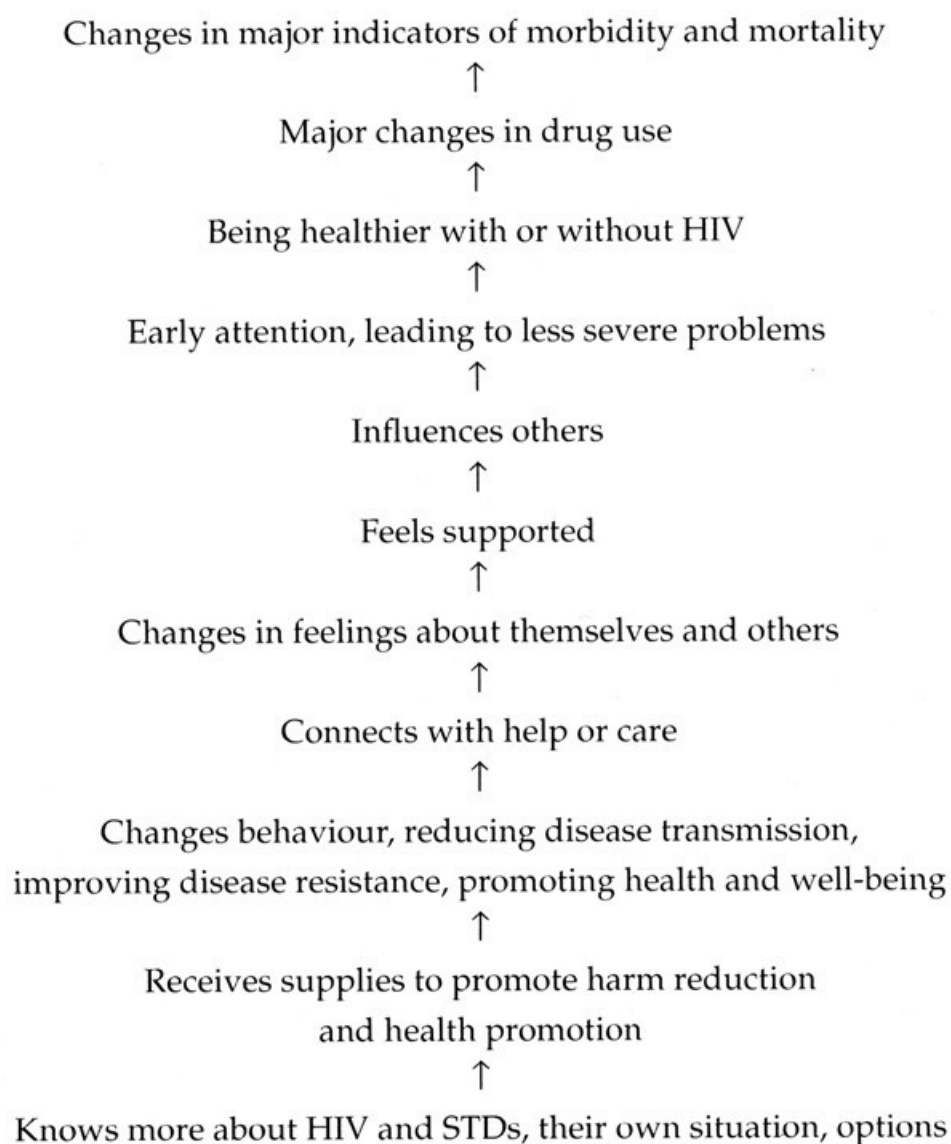 Changes in major indicators of morbidity and mortality
↑
Major changes in drug use
↑
Being healthier with or without HIV
↑
Early attention, leading to less severe problems
↑
Influences others
↑
Feels supported
↑
Changes in feelings about themselves and others
↑
Connects with help or care
↑
Changes behaviour, reducing disease transmission,
improving disease resistance, promoting health and well-being
↑
Receives supplies to promote harm reduction
and health promotion
↑
Knows more about HIV and STDs, their own situation, options